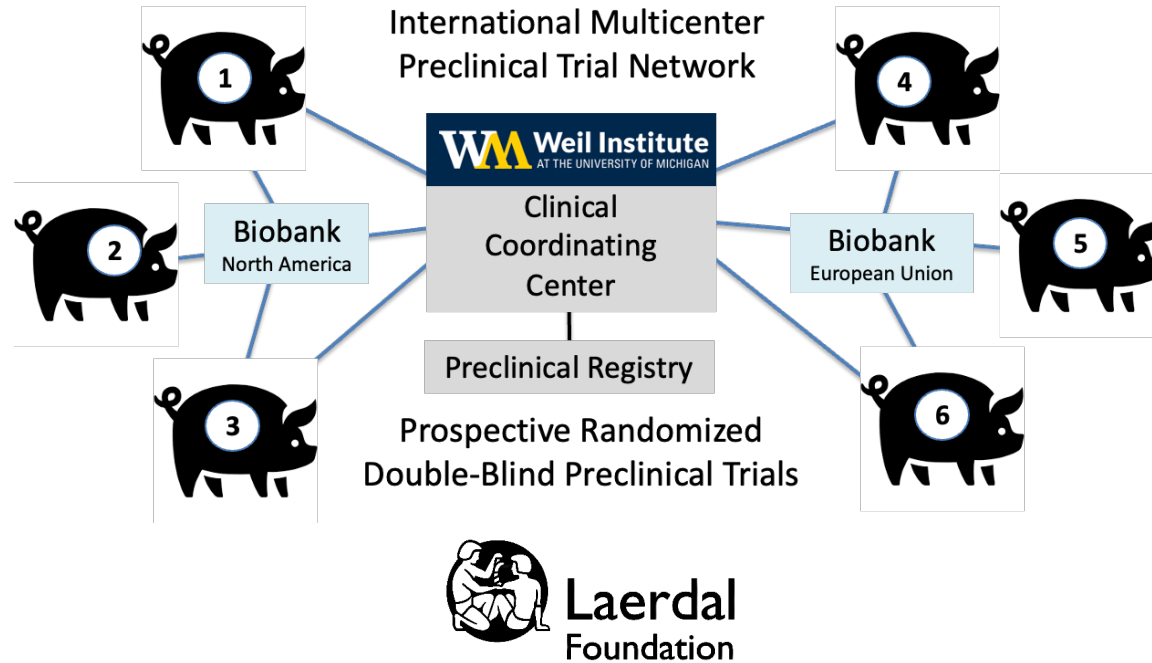 International Multicenter
Preclinical Trial Network
1
4
WM Weil Institute
AT THE UNIVERSITY OF MICHIGAN
Clinical
Coordinating
Center
2
Biobank
North America
Biobank
European Union
5
Preclinical Registry
3
6
Prospective Randomized
Double-Blind Preclinical Trials
Laerdal
Foundation